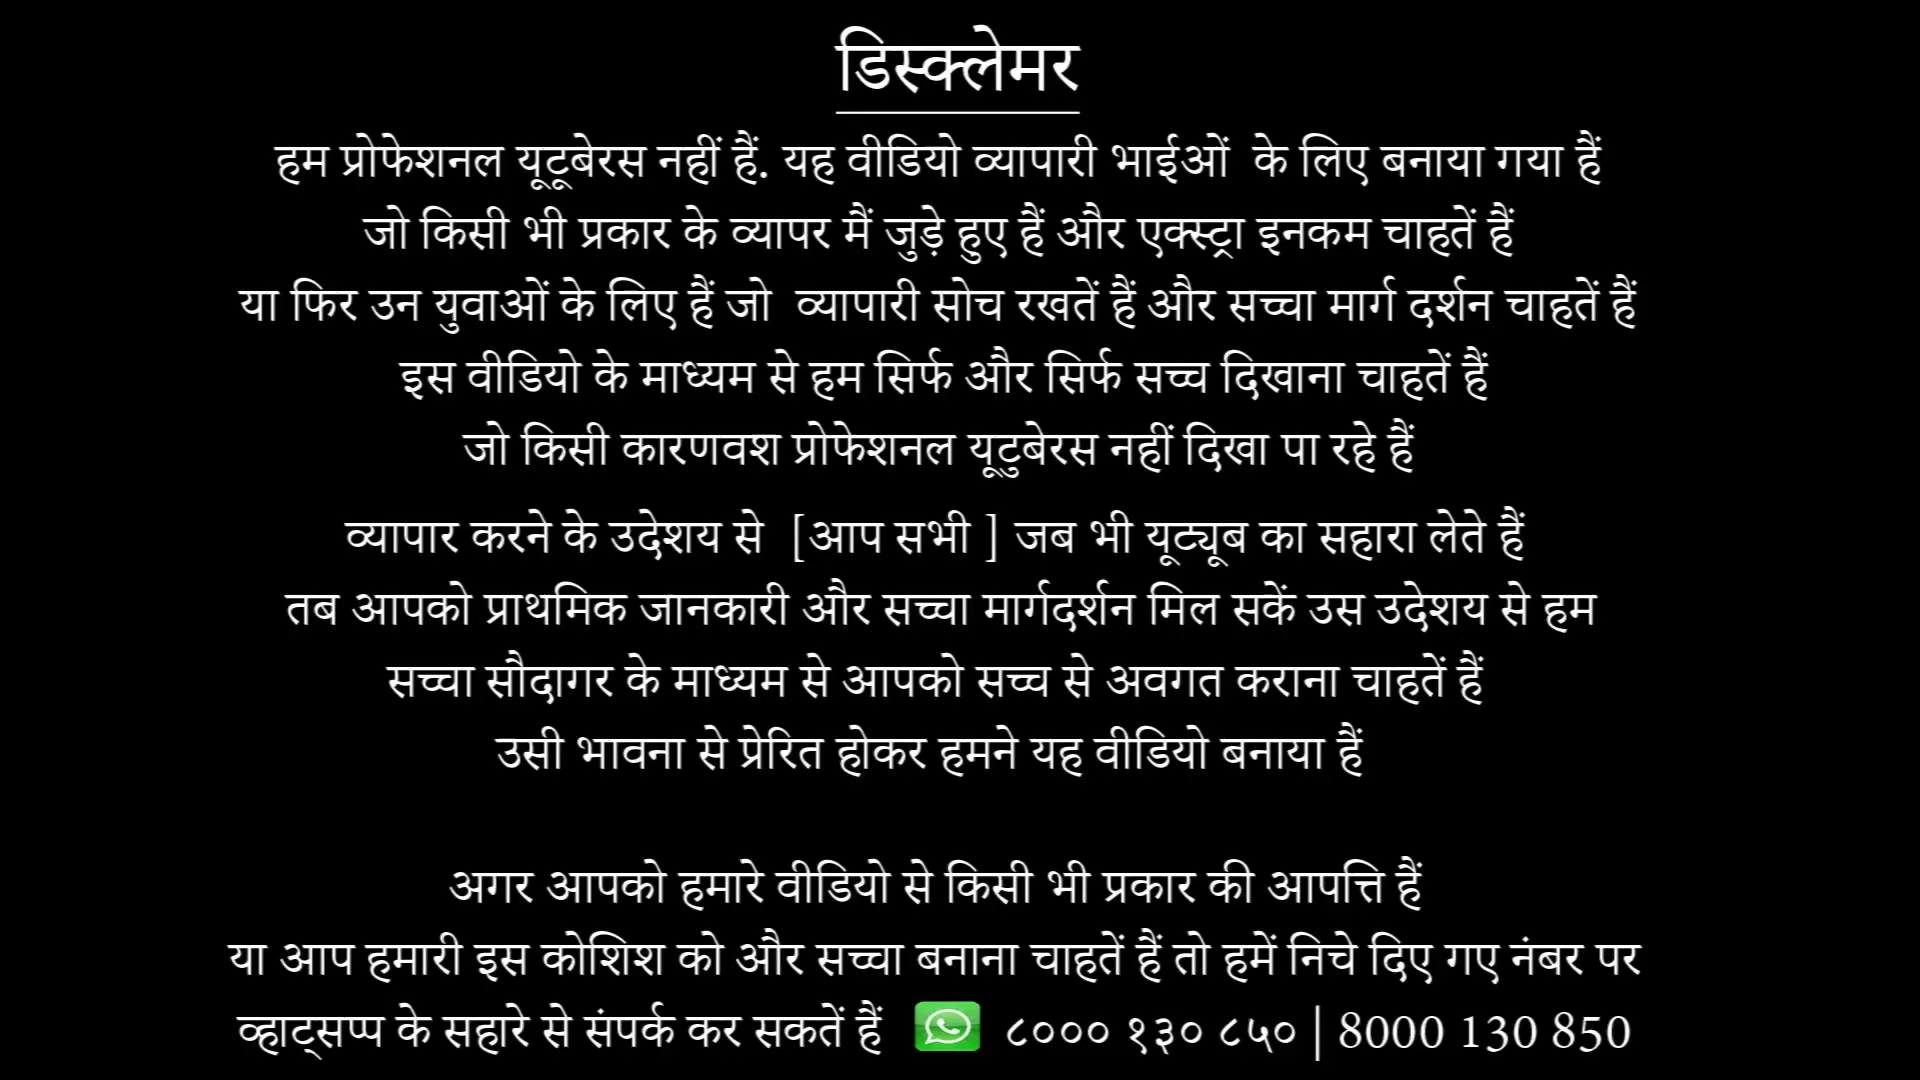 डिस्क्लेमर
हम प्रोफेशनल यूटूबेरस नहीं हैं. यह वीडियो व्यापारी भाईओं के लिए बनाया गया हैं
जो किसी भी प्रकार के व्यापर मैं जुड़े हुए हैं और एक्स्ट्रा इनकम चाहतें हैं
या फिर उन युवाओं के लिए हैं जो व्यापारी सोच रखतें हैं और सच्चा मार्ग दर्शन चाहतें हैं
इस वीडियो के माध्यम से हम सिर्फ और सिर्फ सच्च दिखाना चाहतें हैं
जो किसी कारणवश प्रोफेशनल यूटुबेरस नहीं दिखा पा रहे हैं
व्यापार करने के उदेशय से [आप सभी ] जब भी यूट्यूब का सहारा लेते हैं
तब आपको प्राथमिक जानकारी और सच्चा मार्गदर्शन मिल सकें उस उदेशय से हम
सच्चा सौदागर के माध्यम से आपको सच्च से अवगत कराना चाहतें हैं
उसी भावना से प्रेरित होकर हमने यह वीडियो बनाया हैं
अगर आपको हमारे वीडियो से किसी भी प्रकार की आपत्ति हैं
या आप हमारी इस कोशिश को और सच्चा बनाना चाहतें हैं तो हमें निचे दिए गए नंबर पर
व्हाट्सप्प के सहारे से संपर्क कर सकतें हैं ८००० १३० ८५० | 8000 130 850